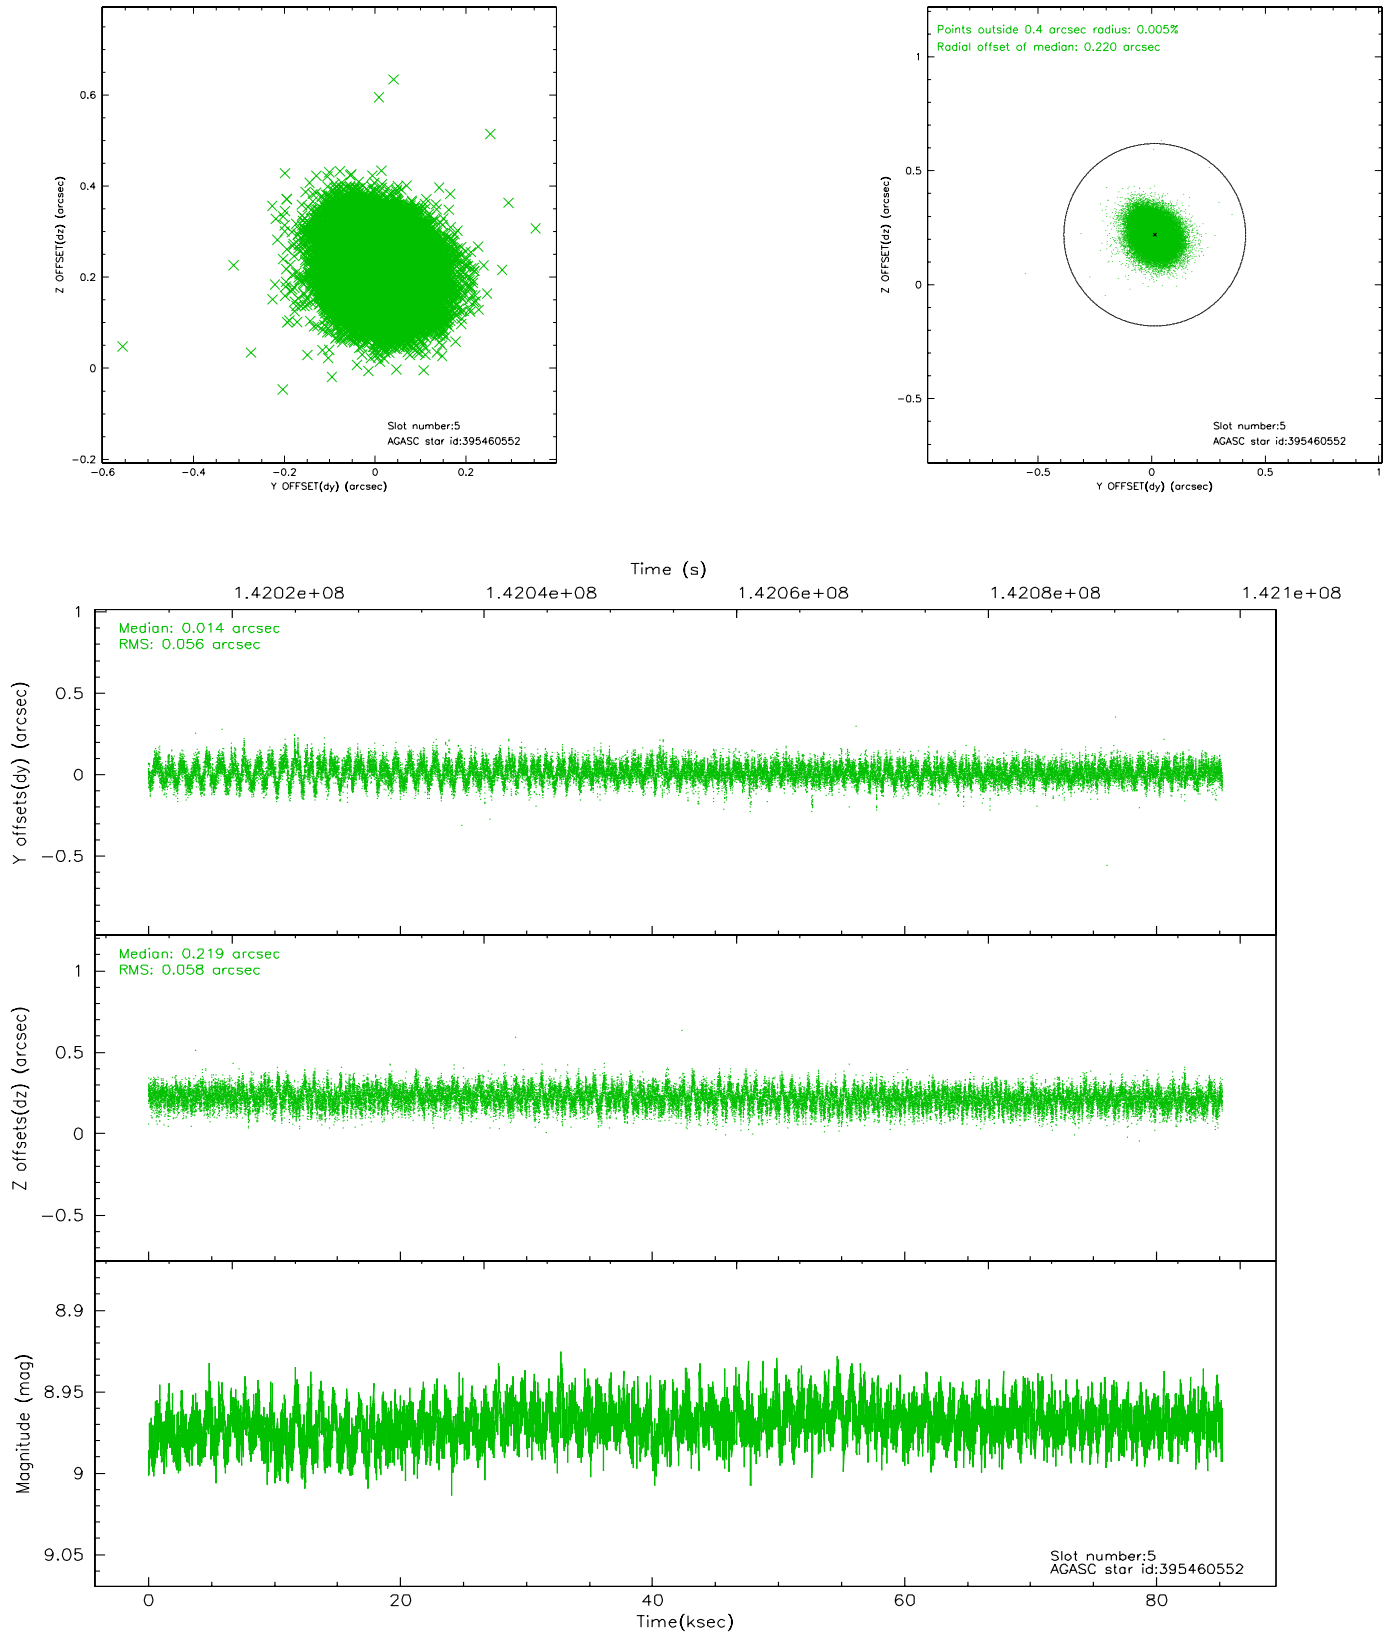 0.6
0.4
0.2
0
-0.2
-0.6
-0.4
-0.2
0
0.2
Z OFFSET(dz) (arcsec)
Y OFFSET(dy) (arcsec)
Slot number:5
AGASC star id:395460552
Points outside 0.4 arcsec radius: 0.005%
Radial offset of median: 0.220 arcsec
1
0.5
0
-0.5
-0.5
0
0.5
1
Z OFFSET(dz) (arcsec)
Y OFFSET(dy) (arcsec)
Slot number:5
AGASC star id:395460552
Time (s)
1.4202e+08
1.4204e+08
1.4206e+08
1.4208e+08
1.421e+08
Median: 0.014 arcsec
RMS: 0.056 arcsec
1
0.5
0
-0.5
Y offsets(dy) (arcsec)
Median: 0.219 arcsec
RMS: 0.058 arcsec
1
0.5
0
-0.5
Z offsets(dz) (arcsec)
8.9
8.95
9
9.05
Magnitude (mag)
Slot number:5
AGASC star id:395460552
0
20
40
60
80
Time(ksec)